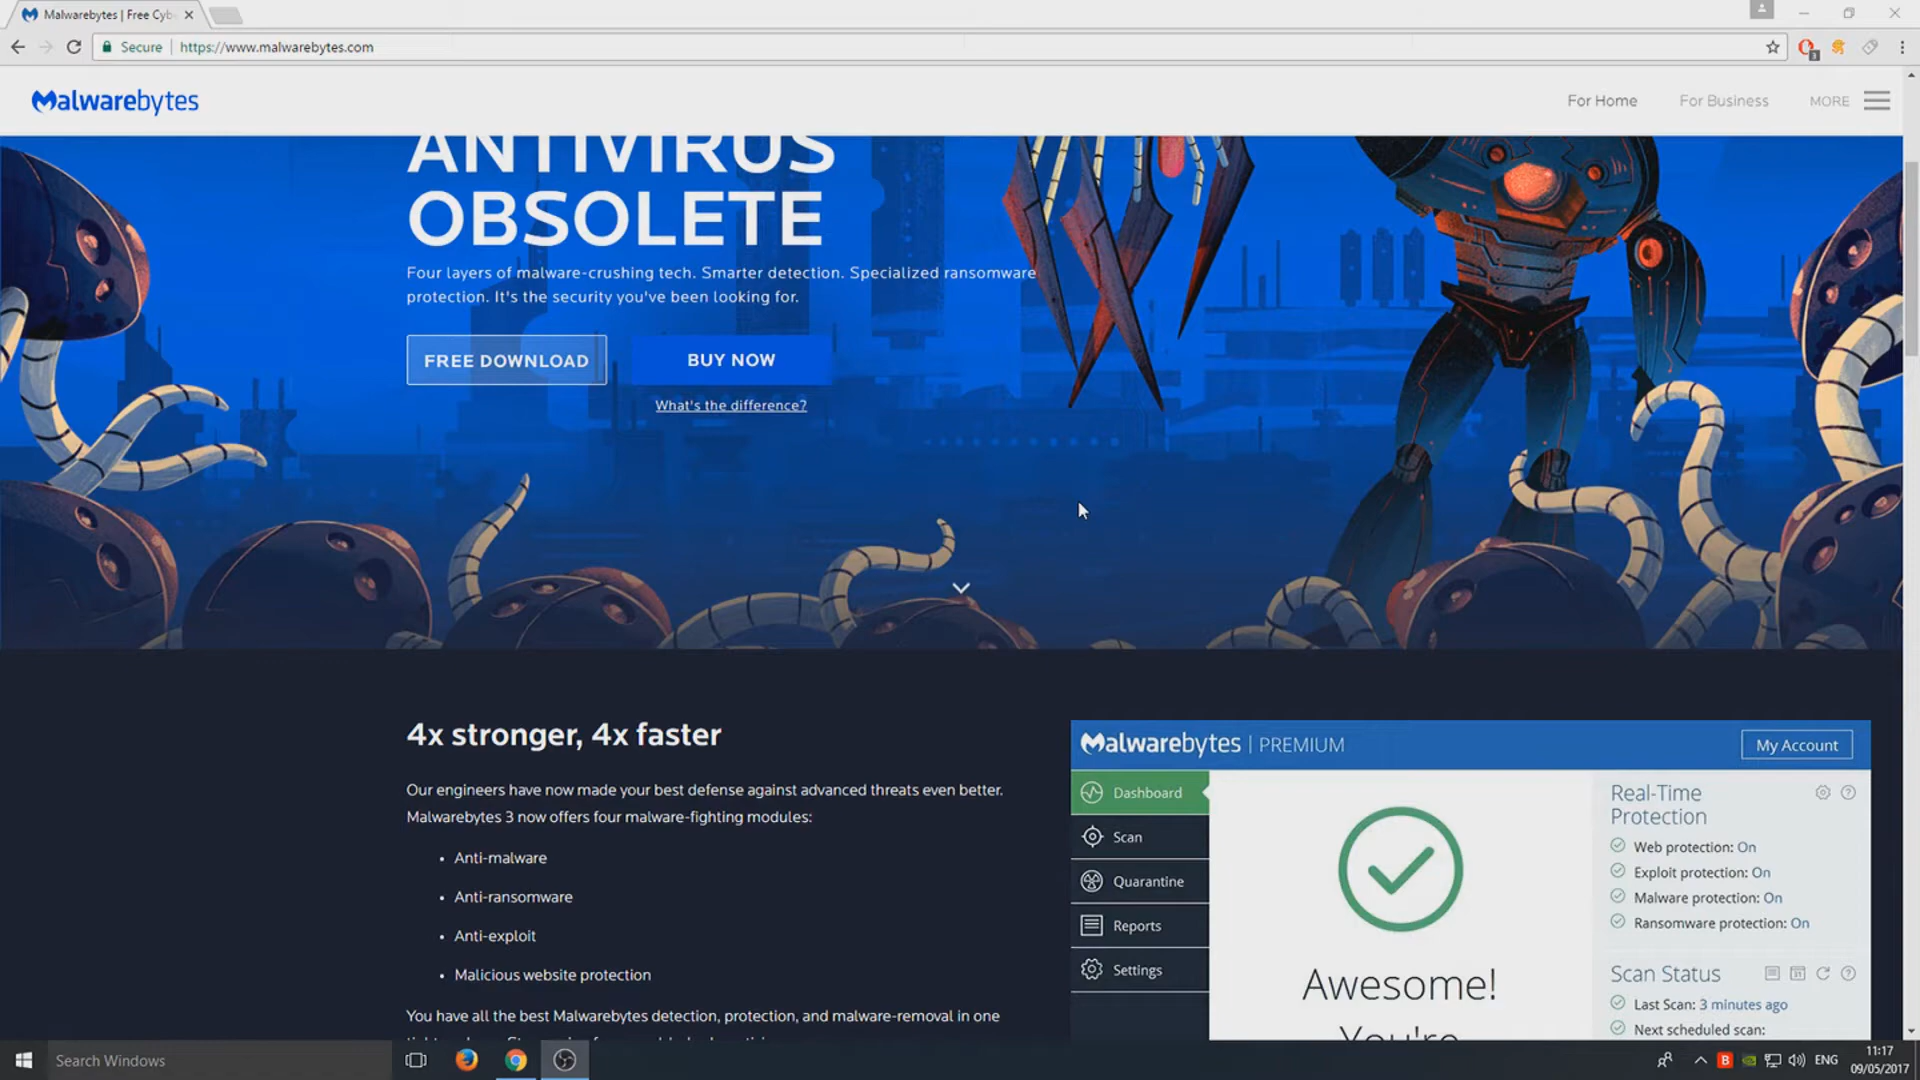 Malwarebytes | Free Cyb
Secure | https://www.malwarebytes.com
3
Malwarebytes
For Home
For Business
MORE
ANTIVIRUS
OBSOLETE
Four layers of malware-crushing tech. Smarter detection. Specialized ransomware
protection. It's the security you've been looking for.
FREE DOWNLOAD
BUY NOW
What's the difference?
4x stronger, 4x faster
Our engineers have now made your best defense against advanced threats even better.
Malwarebytes 3 now offers four malware-fighting modules:
• Anti-malware
• Anti-ransomware
• Anti-exploit
• Malicious website protection
You have all the best Malwarebytes detection, protection, and malware-removal in one
Malwarebytes | PREMIUM
My Account
Dashboard
Scan
Quarantine
Reports
Settings
Awesome!
You're
Real-Time
Protection
Web protection: On
Exploit protection: On
Malware protection: On
Ransomware protection: On
Scan Status
Last Scan: 3 minutes ago
Next scheduled scan:
Search Windows
B
ENG
11:17
09/05/2017